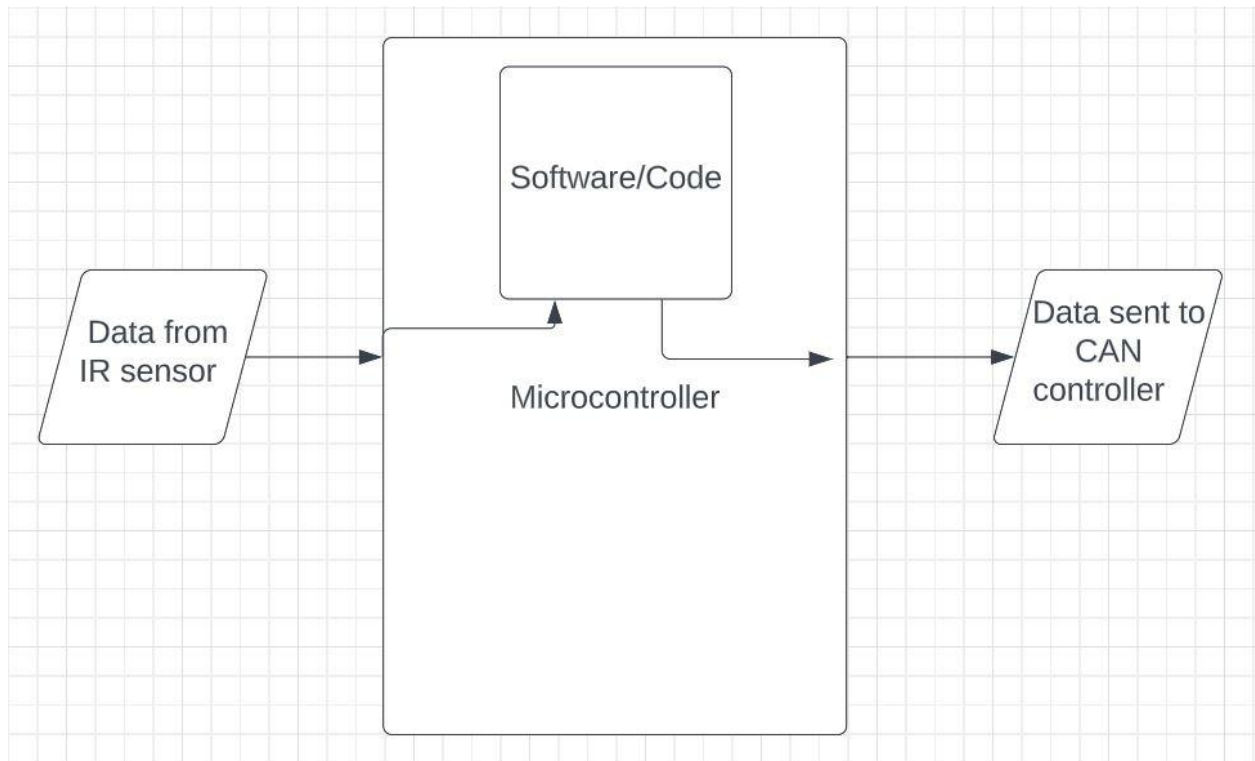 Software/Code
Data from
IR sensor
Microcontroller
Data sent to
CAN
controller